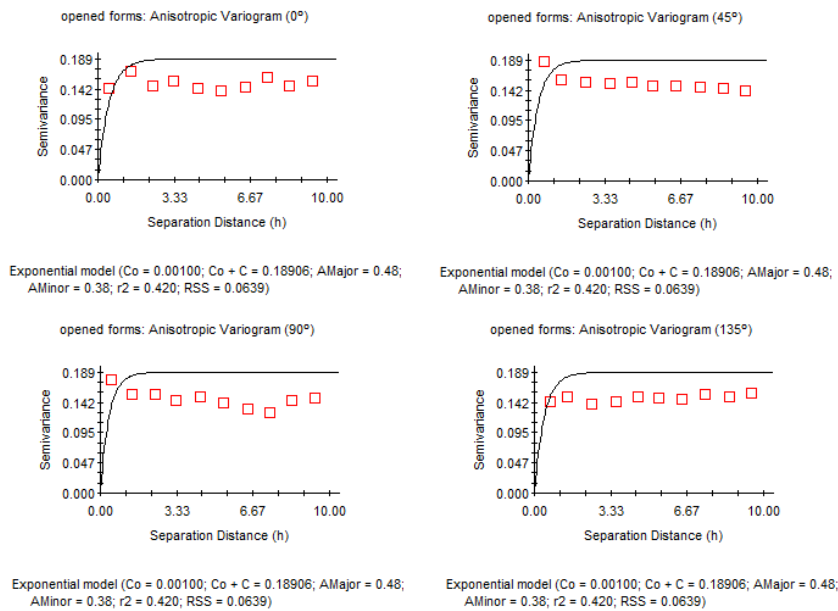 opened forms: Anisotropic Variogram (0º)
0.189
0.142
0.095
0.047
0.000
Semivariance
0.00 3.33 6.67 10.00
Separation Distance (h)
Exponential model (Co = 0.00100; Co + C = 0.18906; AMajor = 0.48;
AMinor = 0.38; r2 = 0.420; RSS = 0.0639)
opened forms: Anisotropic Variogram (45º)
0.189
0.142
0.095
0.047
0.000
Semivariance
0.00 3.33 6.67 10.00
Separation Distance (h)
Exponential model (Co = 0.00100; Co + C = 0.18906; AMajor = 0.48;
AMinor = 0.38; r2 = 0.420; RSS = 0.0639)
opened forms: Anisotropic Variogram (90º)
0.189
0.142
0.095
0.047
0.000
Semivariance
0.00 3.33 6.67 10.00
Separation Distance (h)
Exponential model (Co = 0.00100; Co + C = 0.18906; AMajor = 0.48;
AMinor = 0.38; r2 = 0.420; RSS = 0.0639)
opened forms: Anisotropic Variogram (135º)
0.189
0.142
0.095
0.047
0.000
Semivariance
0.00 3.33 6.67 10.00
Separation Distance (h)
Exponential model (Co = 0.00100; Co + C = 0.18906; AMajor = 0.48;
AMinor = 0.38; r2 = 0.420; RSS = 0.0639)